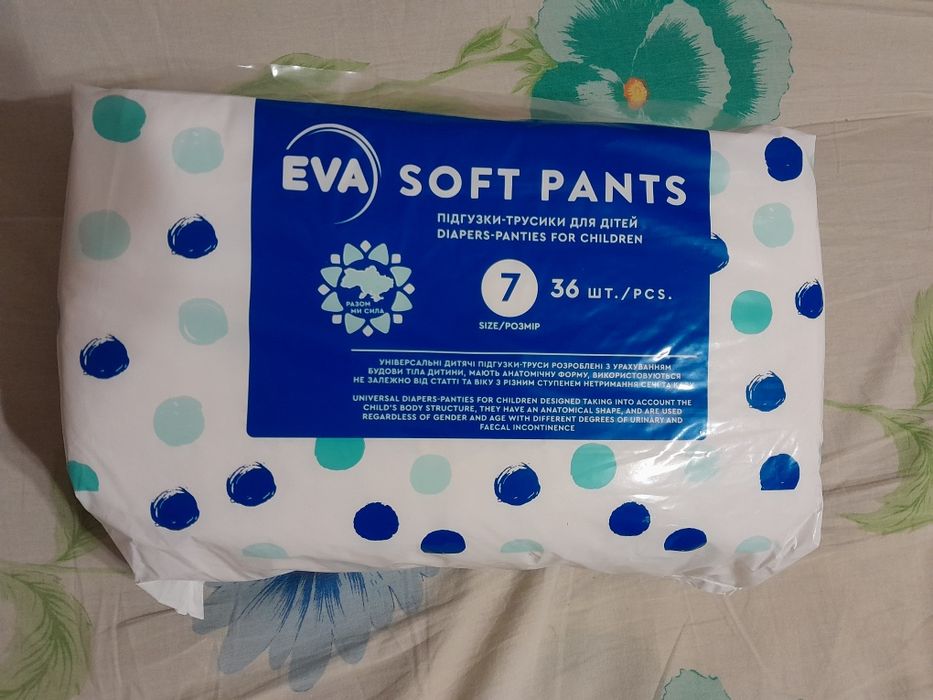 EVA
SOFT PANTS
ПІДГУЗКИ-ТРУСИКИ ДЛЯ ДІТЕЙ
DIAPERS-PANTIES FOR CHILDREN
РАЗОМ
МИ СИЛА
7
36 ШТ./PCS.
SIZE/РОЗМІР
УНІВЕРСАЛЬНІ ДИТЯЧІ ПІДГУЗКИ-ТРУСИ РОЗРОБЛЕНІ З УРАХУВАННЯМ
БУДОВИ ТІЛА ДИТИНИ, МАЮТЬ АНАТОМІЧНУ ФОРМУ, ВИКОРИСТОВУЮТЬСЯ
НЕ ЗАЛЕЖНО ВІД СТАТТІ ТА ВІКУ З РІЗНИМ СТУПЕНЕМ НЕТРИМАННЯ СЕЧІ ТА КАЛУ
UNIVERSAL DIAPERS-PANTIES FOR CHILDREN DESIGNED TAKING INTO ACCOUNT THE
CHILD'S BODY STRUCTURE, THEY HAVE AN ANATOMICAL SHAPE, AND ARE USED
REGARDLESS OF GENDER AND AGE WITH DIFFERENT DEGREES OF URINARY AND
FAECAL INCONTINENCE